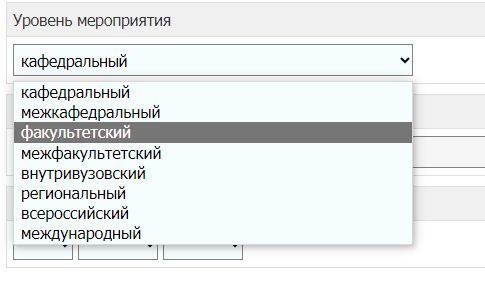 Уровень мероприятия
кафедральный
кафедральный
межкафедральный
факультетский
межфакультетский
внутривузовский
региональный
всероссийский
международный